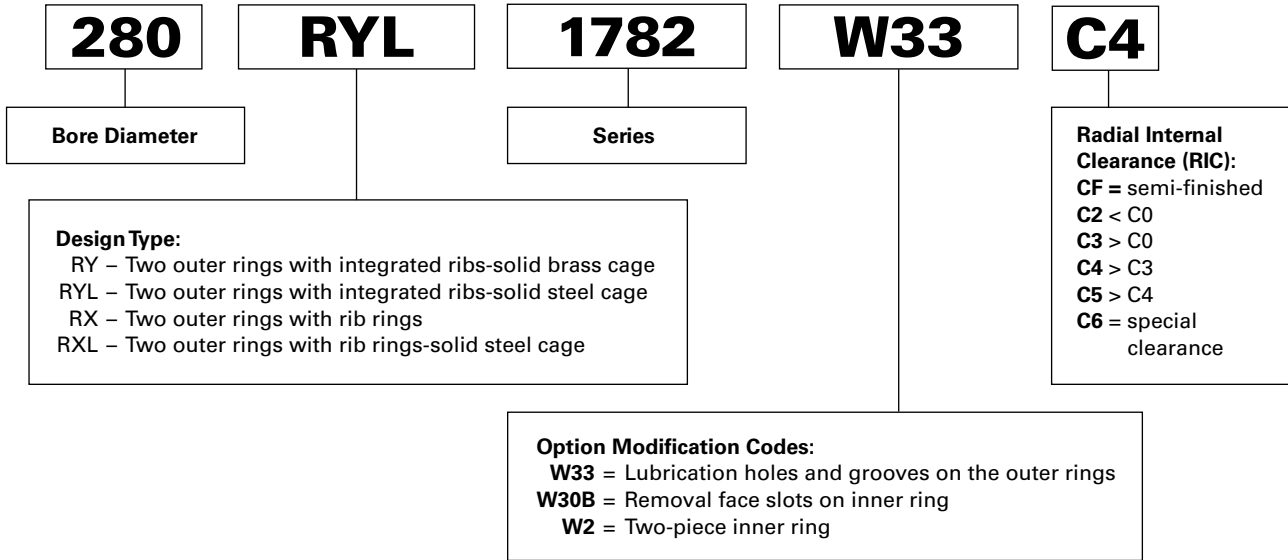 280 RYL 1782 W33 C4
Bore Diameter
Series
Radial Internal
Clearance (RIC):
CF = semi-finished
C2 < C0
C3 > C0
C4 > C3
C5 > C4
C6 = special
clearance
Design Type:
RY – Two outer rings with integrated ribs-solid brass cage
RYL – Two outer rings with integrated ribs-solid steel cage
RX – Two outer rings with rib rings
RXL – Two outer rings with rib rings-solid steel cage
Option Modification Codes:
W33 = Lubrication holes and grooves on the outer rings
W30B = Removal face slots on inner ring
W2 = Two-piece inner ring